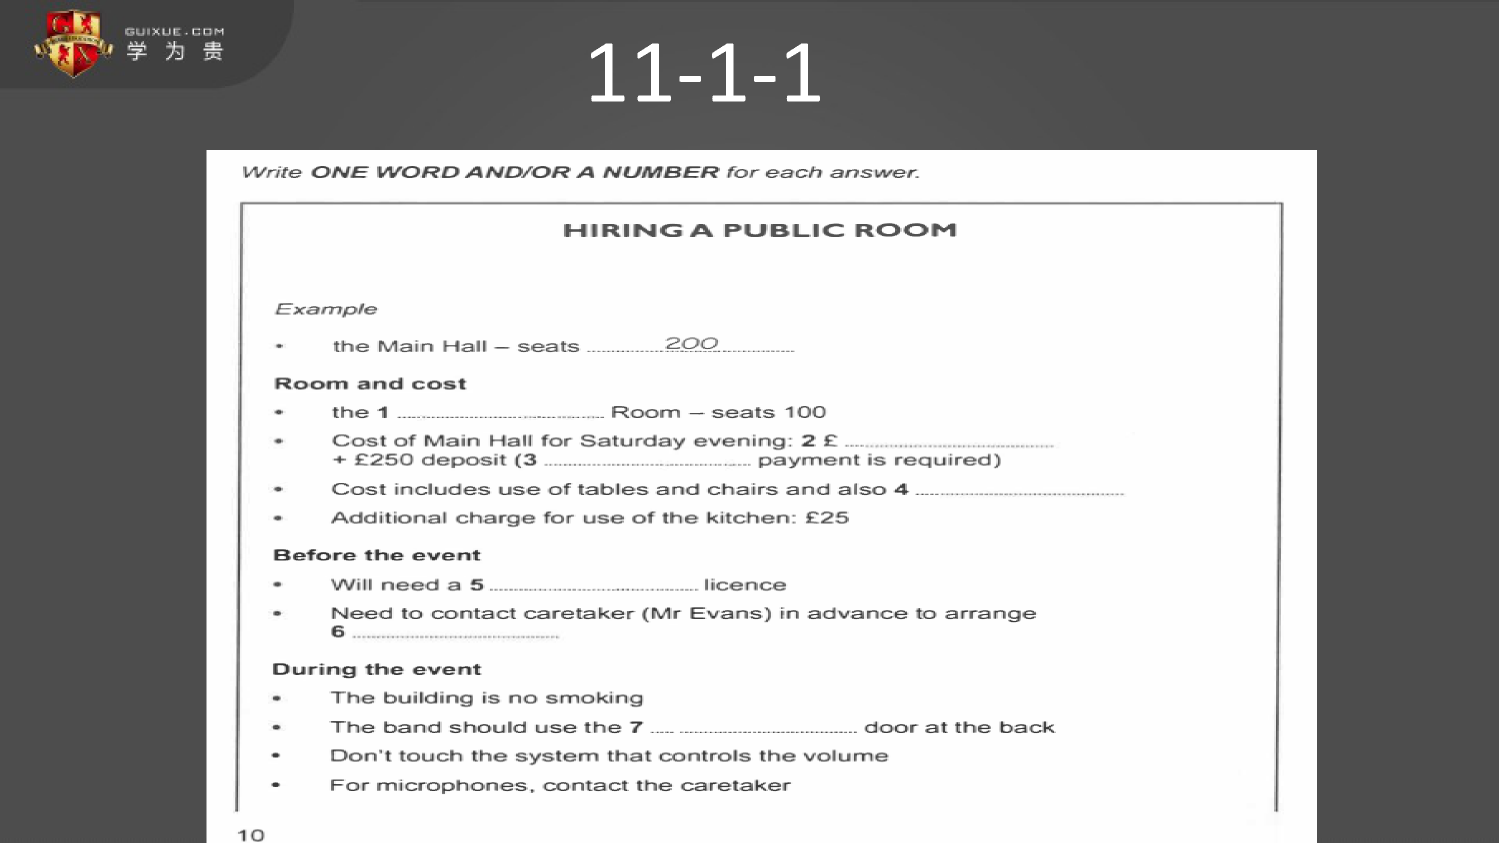 GUIXUE.COM
学为贵
11-1-1
Write ONE WORD AND/OR A NUMBER for each answer.
HIRING A PUBLIC ROOM
Example
• the Main Hall – seats ........200........
Room and cost
• the 1 ........ Room – seats 100
• Cost of Main Hall for Saturday evening: 2 £ ........
+ £250 deposit (3 ........ payment is required)
• Cost includes use of tables and chairs and also 4 ........
• Additional charge for use of the kitchen: £25
Before the event
• Will need a 5 ........ licence
• Need to contact caretaker (Mr Evans) in advance to arrange
6 ........
During the event
• The building is no smoking
• The band should use the 7 ........ door at the back
• Don't touch the system that controls the volume
• For microphones, contact the caretaker
10